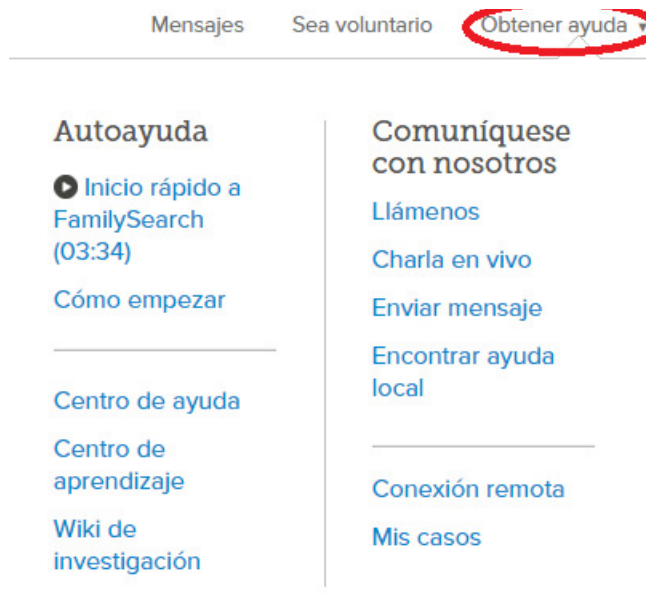 Mensajes Sea voluntario Obtener ayuda
Autoayuda
Inicio rápido a
FamilySearch
(03:34)
Cómo empezar
Centro de ayuda
Centro de
aprendizaje
Wiki de
investigación
Comuníquese
con nosotros
Llámenos
Charla en vivo
Enviar mensaje
Encontrar ayuda
local
Conexión remota
Mis casos